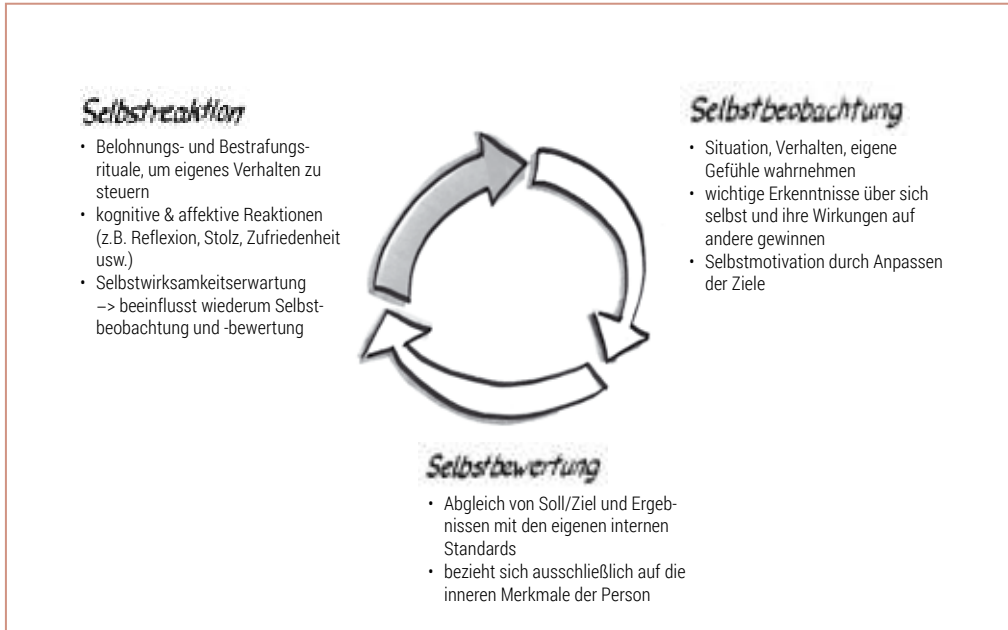 Selbstreaktion
• Belohnungs- und Bestrafungs-
rituale, um eigenes Verhalten zu
steuern
• kognitive & affektive Reaktionen
(z.B. Reflexion, Stolz, Zufriedenheit
usw.)
• Selbstwirksamkeitserwartung
–> beeinflusst wiederum Selbst-
beobachtung und -bewertung
Selbstbeobachtung
• Situation, Verhalten, eigene
Gefühle wahrnehmen
• wichtige Erkenntnisse über sich
selbst und ihre Wirkungen auf
andere gewinnen
• Selbstmotivation durch Anpassen
der Ziele
Selbstbewertung
• Abgleich von Soll/Ziel und Ergeb-
nissen mit den eigenen internen
Standards
• bezieht sich ausschließlich auf die
inneren Merkmale der Person